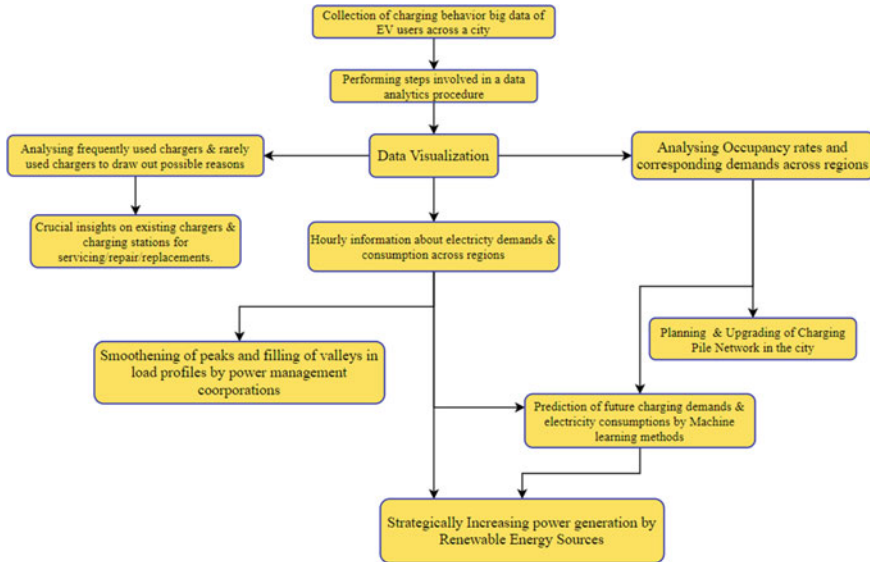 Collection of charging behavior big data of
EV users across a city
Performing steps involved in a data
analytics procedure
Analysing frequently used chargers & rarely
used chargers to draw out possible reasons
Data Visualization
Analysing Occupancy rates and
corresponding demands across regions
Crucial insights on existing chargers &
charging stations for
servicing/repair/replacements.
Hourly information about electricty demands &
consumption across regions
Smoothening of peaks and filling of valleys in
load profiles by power management
coorporations
Planning & Upgrading of Charging
Pile Network in the city
Prediction of future charging demands &
electricity consumptions by Machine
learning methods
Strategically Increasing power generation by
Renewable Energy Sources